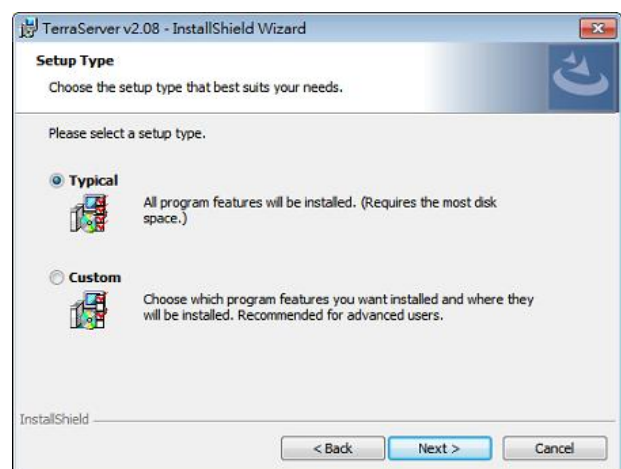 TerraServer v2.08 - InstallShield Wizard
Setup Type
Choose the setup type that best suits your needs.
Please select a setup type.
Typical
All program features will be installed. (Requires the most disk
space.)
Custom
Choose which program features you want installed and where they
will be installed. Recommended for advanced users.
InstallShield
< Back
Next >
Cancel